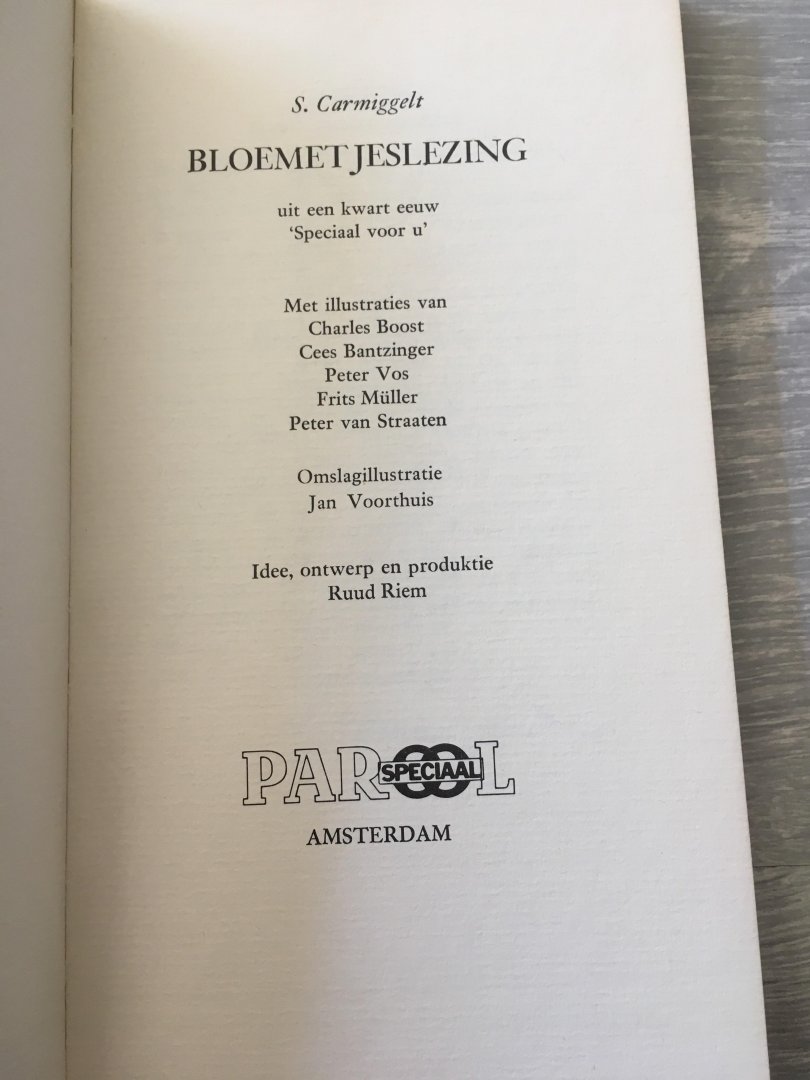 S. Carmiggelt
BLOEMETJESLEZING
uit een kwart eeuw
‘Speciaal voor u’
Met illustraties van
Charles Boost
Cees Bantzinger
Peter Vos
Frits Müller
Peter van Straaten
Omslagillustratie
Jan Voorthuis
Idee, ontwerp en produktie
Ruud Riem
PAROOL
SPECIAAL
AMSTERDAM